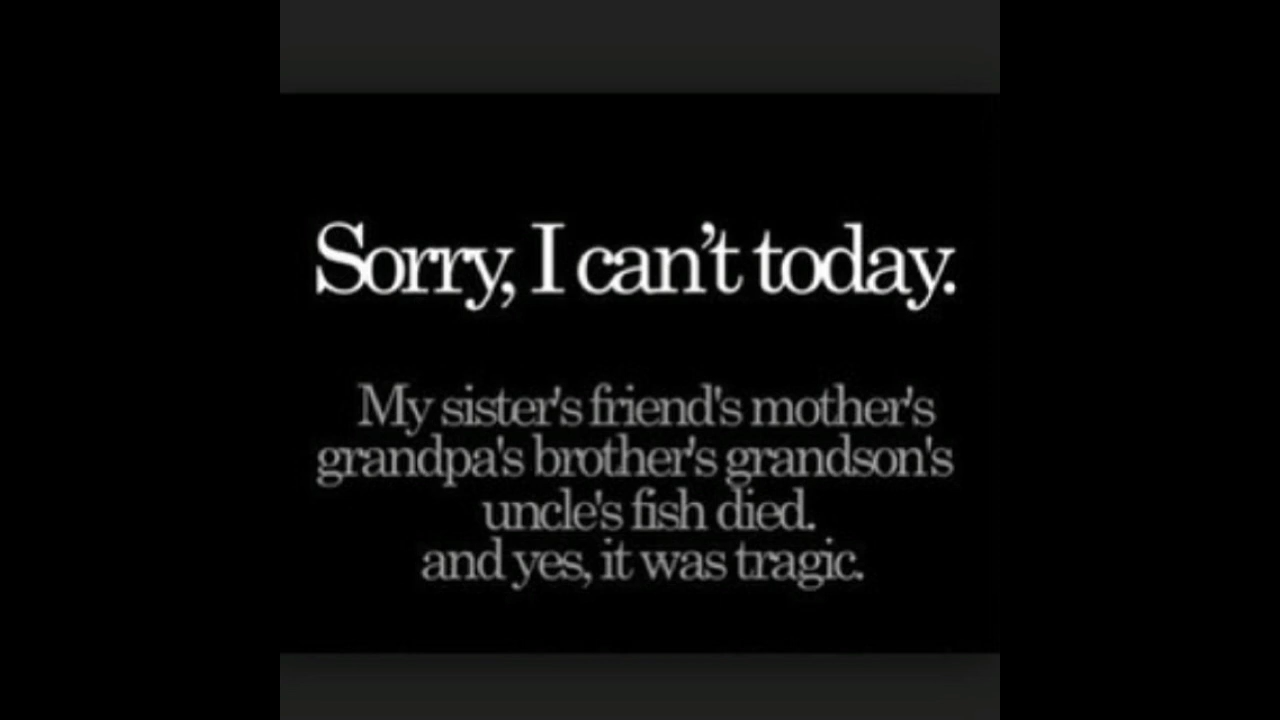 Sorry, I can’t today.
My sister's friend's mother's
grandpa's brother's grandson's
uncle's fish died.
and yes, it was tragic.